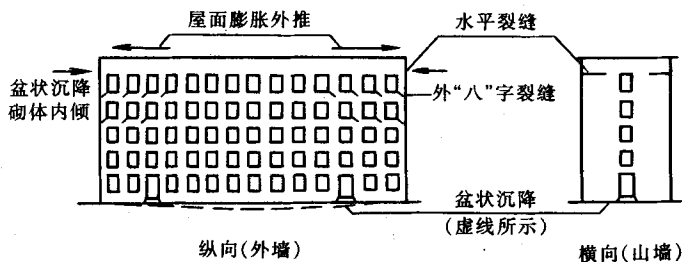 屋面膨胀外推
水平裂缝
盆状沉降
砌体内倾
外“八”字裂缝
盆状沉降
(虚线所示)
纵向(外墙)
横向(山墙)